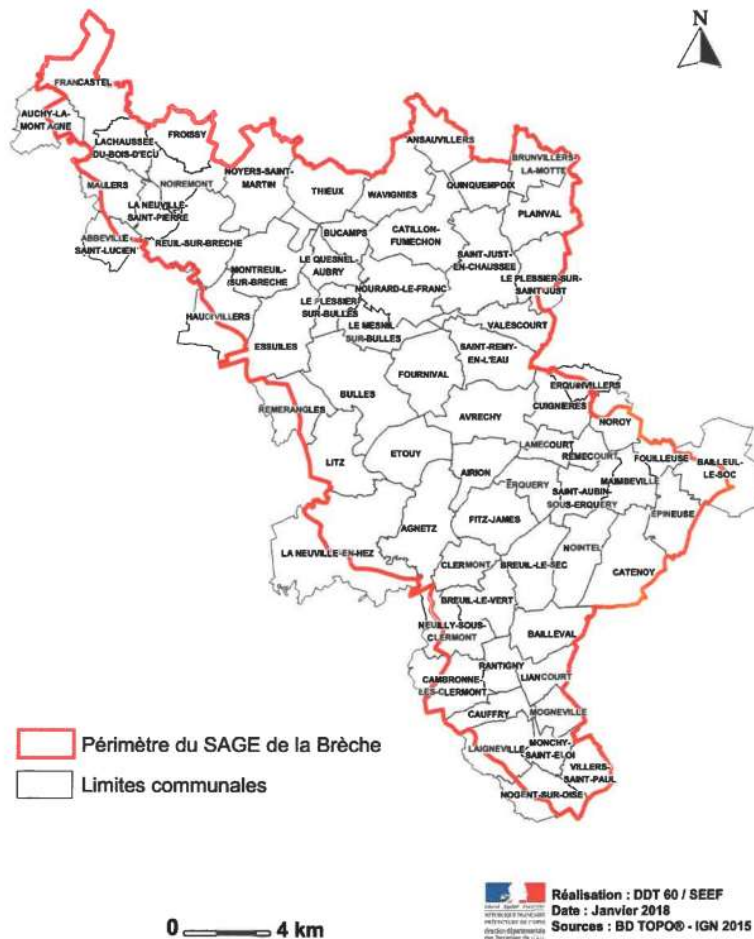 N
FRANCASTEL
AUCHY-LA-
MONTAGNE
LACHAUSSEE-
DU-BOIS-D'ECU
FROISSY
NOYERS-SAINT-
MARTIN
THIEUX
WAVIGNIES
ANSAUVILLERS
QUINQUEMPOIX
BRUNVILLERS-
LA-MOTTE
PLAINVAL
MAULERS
NOIREMONT
LA NEUVILLE-
SAINT-PIERRE
ABBEVILLE-
SAINT-LUCIEN
REUIL-SUR-BRECHE
BUCAMPS
CATILLON-
FUMECHON
LE QUESNEL-
AUBRY
MONTREUIL-
SUR-BRECHE
NOURARD-LE-FRANC
SAINT-JUST-
EN-CHAUSSEE
LE PLESSIER-SUR-
SAINT-JUST
HAUDIVILLERS
LE PLESSIER-
SUR-BULLES
LE MESNIL-
SUR-BULLES
VALESCOURT
ESSUILES
SAINT-REMY-
EN-L'EAU
FOURNIVAL
BULLES
REMERANGLES
ERQUINVILLERS
CUIGNIERES
AVRECHY
NOROY
LAMECOURT
REMECOURT
FOUILLEUSE
BAILLEUL-
LE-SOC
LITZ
ETOUY
AIRION
ERQUERY
SAINT-AUBIN-
SOUS-ERQUERY
MAIMBEVILLE
EPINEUSE
AGNETZ
FITZ-JAMES
LA NEUVILLE-EN-HEZ
CLERMONT
BREUIL-LE-SEC
NOINTEL
CATENOY
BREUIL-LE-VERT
NEUILLY-SOUS-
CLERMONT
BAILLEVAL
RANTIGNY
LIANCOURT
CAMBRONNE-
LES-CLERMONT
CAUFFRY
MOGNEVILLE
LAIGNEVILLE
MONCHY-
SAINT-ELOI
VILLERS-
SAINT-PAUL
NOGENT-SUR-OISE
Périmètre du SAGE de la Brèche
Limites communales
0 4 km
Réalisation : DDT 60 / SEEF
Date : Janvier 2018
Sources : BD TOPO® - IGN 2015